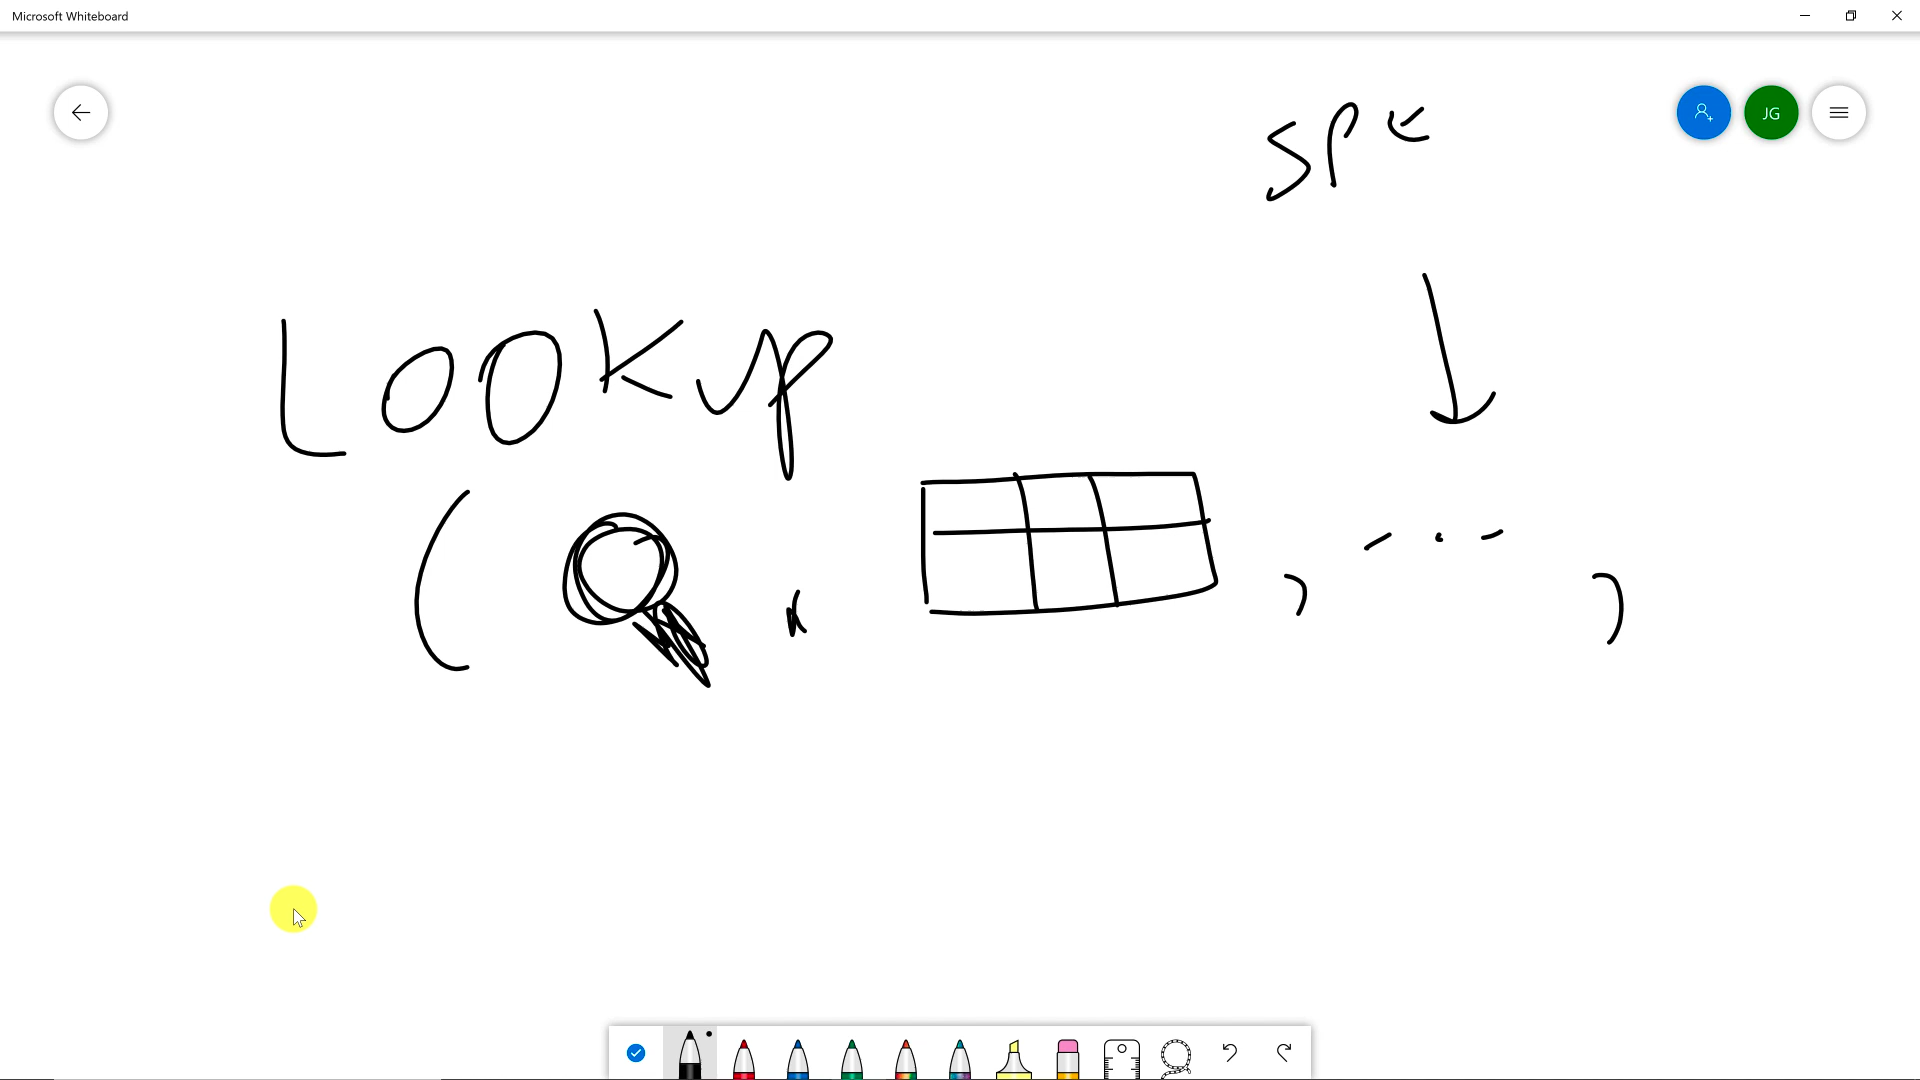 Microsoft Whiteboard
JG
Spe
Lookup
( , , ... )